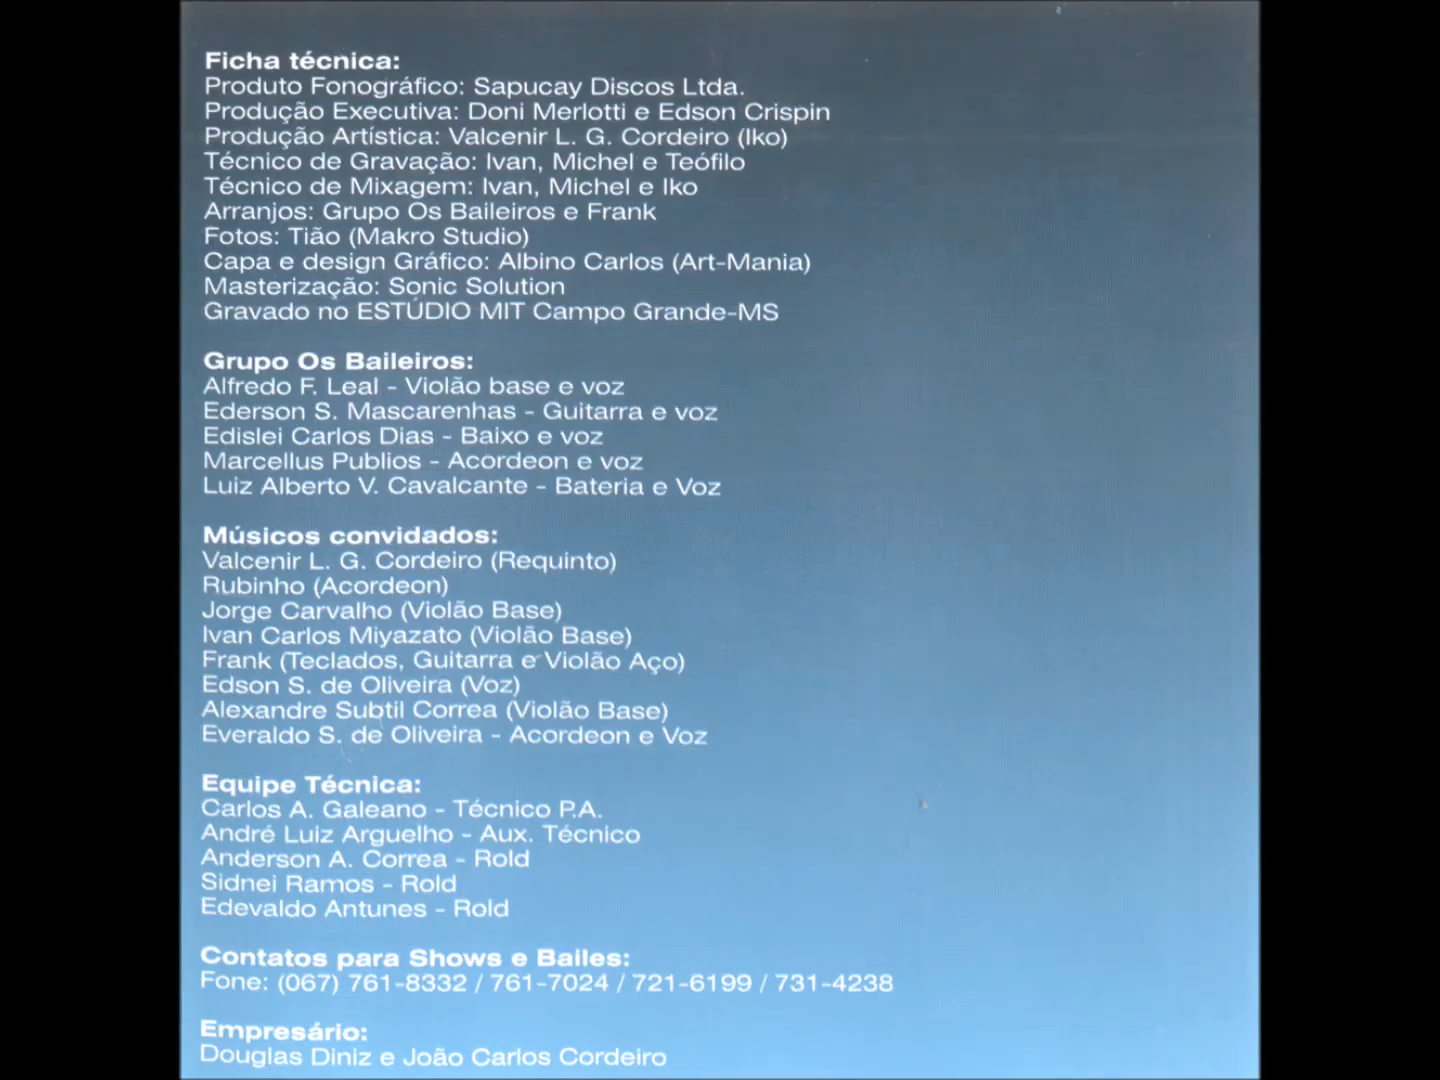 Ficha técnica:
Produto Fonográfico: Sapucay Discos Ltda.
Produção Executiva: Doni Merlotti e Edson Crispin
Produção Artística: Valcenir L. G. Cordeiro (Iko)
Técnico de Gravação: Ivan, Michel e Teófilo
Técnico de Mixagem: Ivan, Michel e Iko
Arranjos: Grupo Os Baileiros e Frank
Fotos: Tião (Makro Studio)
Capa e design Gráfico: Albino Carlos (Art-Mania)
Masterização: Sonic Solution
Gravado no ESTÚDIO MIT Campo Grande-MS
Grupo Os Baileiros:
Alfredo F. Leal - Violão base e voz
Ederson S. Mascarenhas - Guitarra e voz
Edislei Carlos Dias - Baixo e voz
Marcellus Publios - Acordeon e voz
Luiz Alberto V. Cavalcante - Bateria e Voz
Músicos convidados:
Valcenir L. G. Cordeiro (Requinto)
Rubinho (Acordeon)
Jorge Carvalho (Violão Base)
Ivan Carlos Miyazato (Violão Base)
Frank (Teclados, Guitarra e Violão Aço)
Edson S. de Oliveira (Voz)
Alexandre Subtil Correa (Violão Base)
Everaldo S. de Oliveira - Acordeon e Voz
Equipe Técnica:
Carlos A. Galeano - Técnico P.A.
André Luiz Arguelho - Aux. Técnico
Anderson A. Correa - Rold
Sidnei Ramos - Rold
Edevaldo Antunes - Rold
Contatos para Shows e Bailes:
Fone: (067) 761-8332 / 761-7024 / 721-6199 / 731-4238
Empresário:
Douglas Diniz e João Carlos Cordeiro